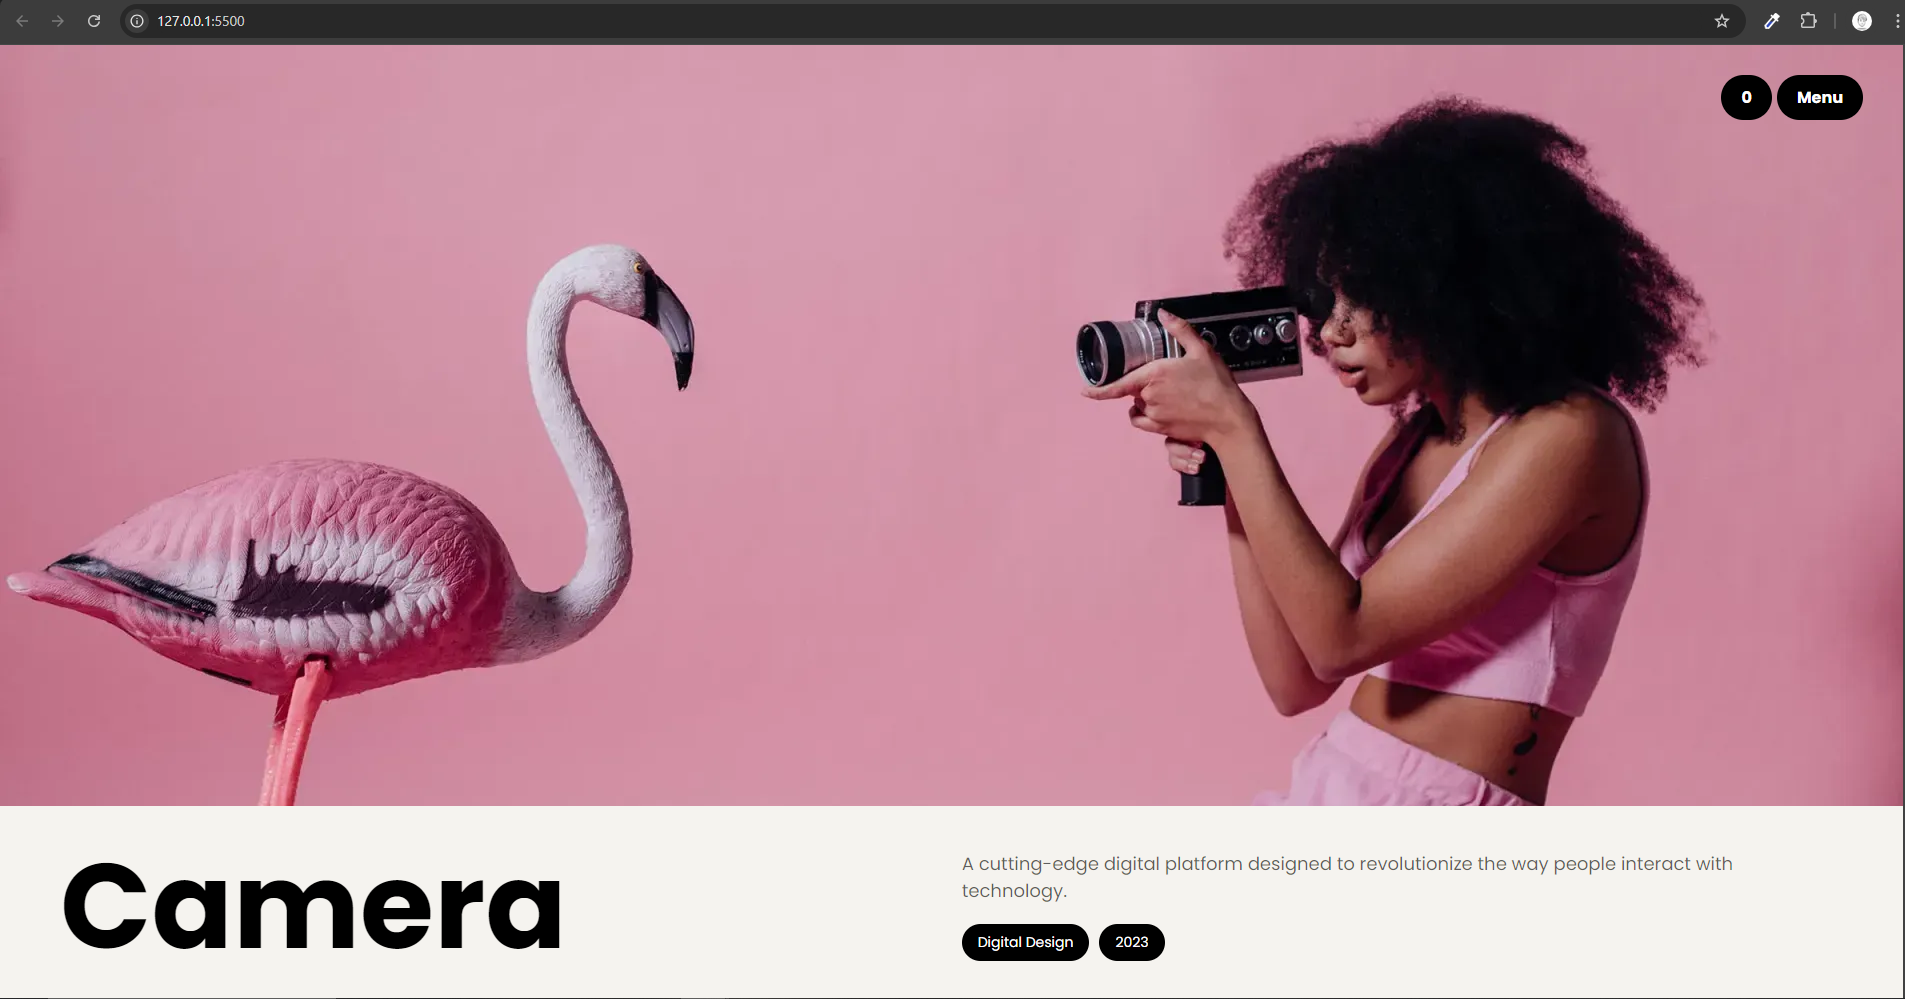 127.0.0.1:5500
0
Menu
Camera
A cutting-edge digital platform designed to revolutionize the way people interact with
technology.
Digital Design
2023